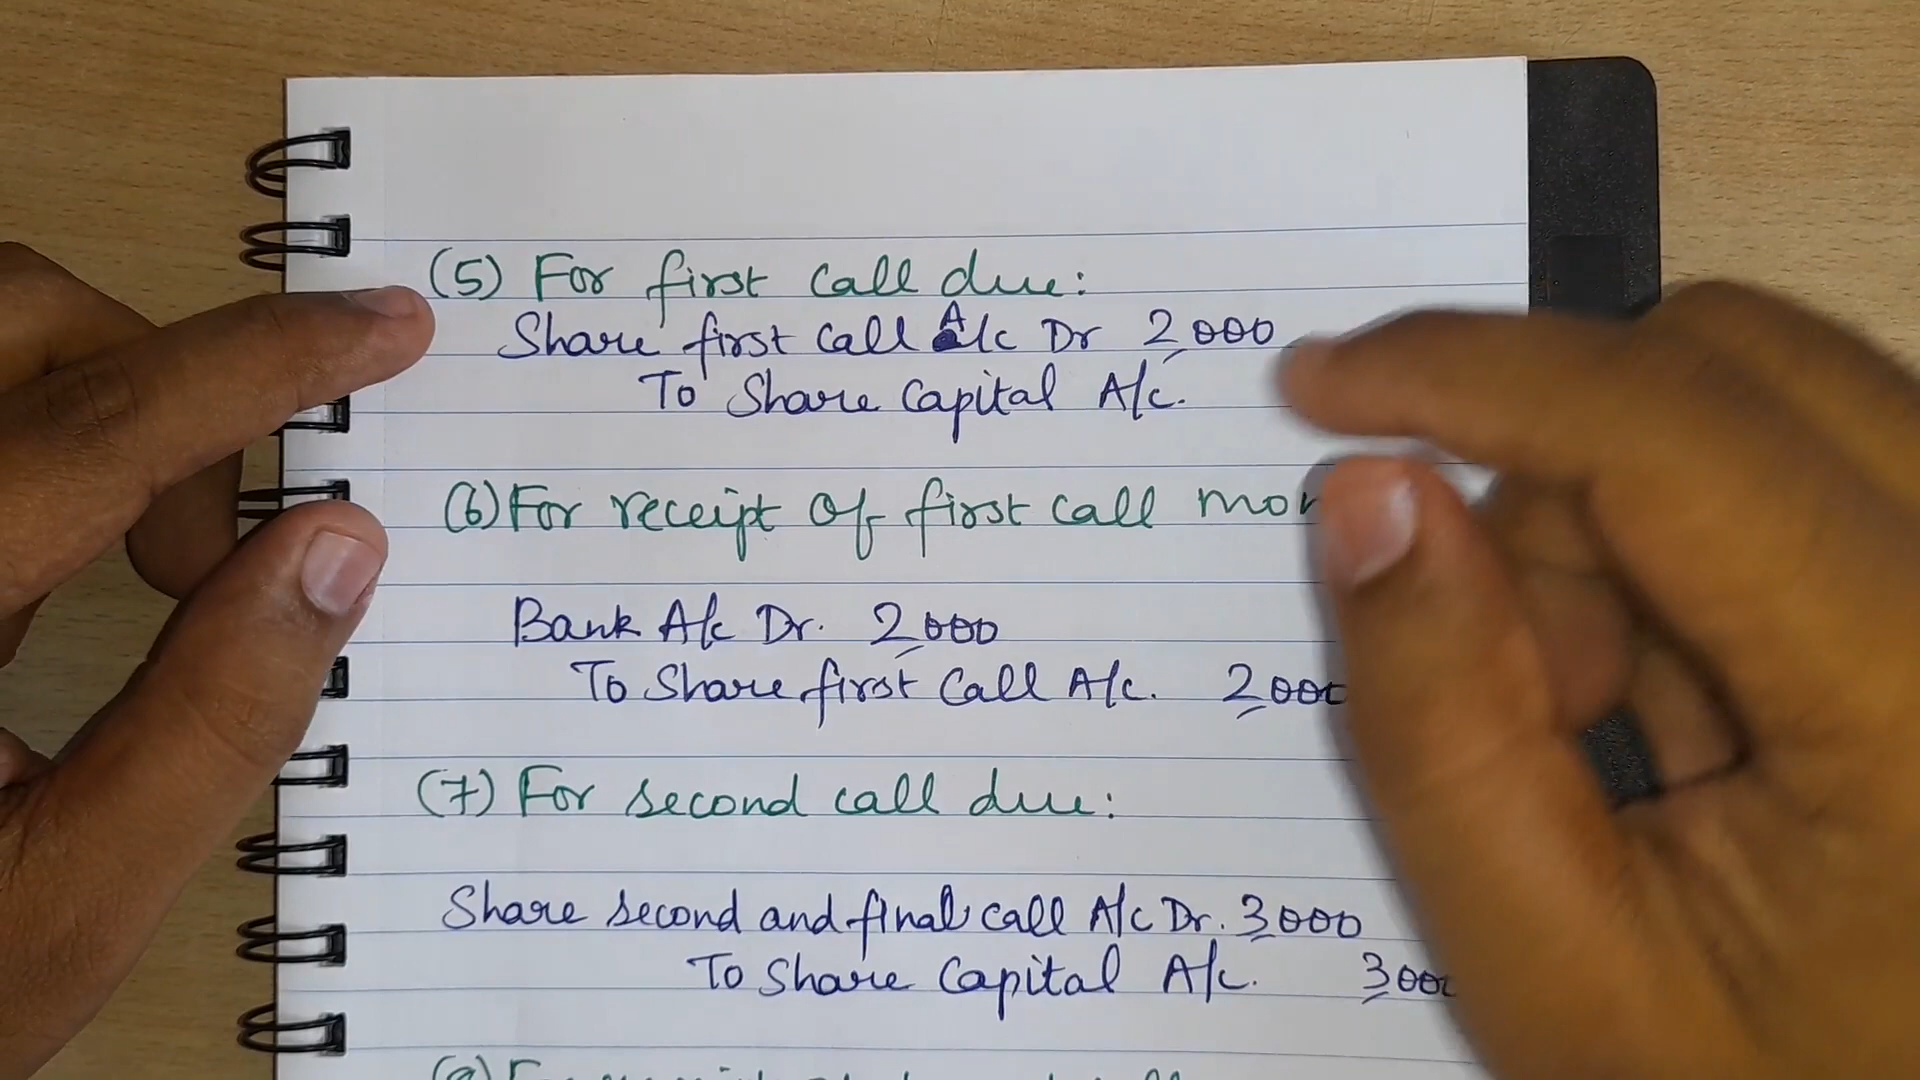 (5) For first call due:
Share first call A/c Dr 2,000
To Share Capital A/c.
(6) For receipt of first call
Bank A/c Dr. 2,000
To Share first Call A/c. 2,000
(7) For second call due:
Share second and final call A/c Dr. 3,000
To Share Capital A/c. 3,000